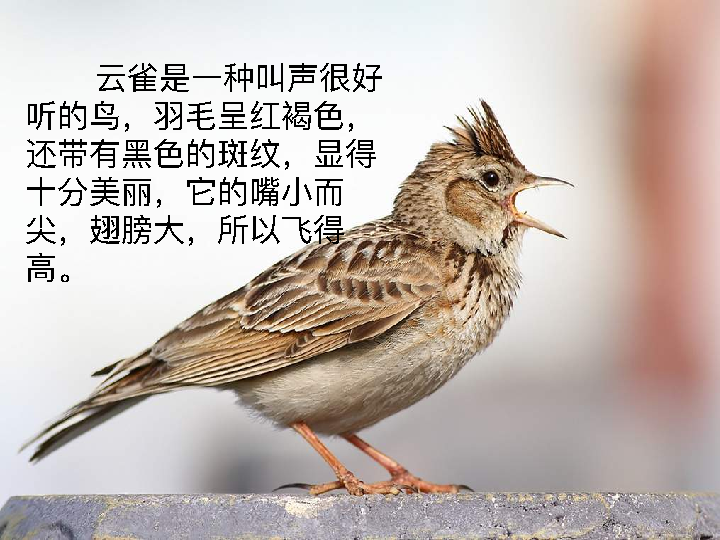 云雀是一种叫声很好
听的鸟，羽毛呈红褐色，
还带有黑色的斑纹，显得
十分美丽，它的嘴小而
尖，翅膀大，所以飞得
高。